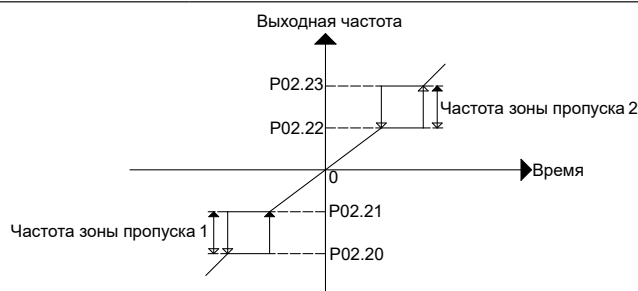 Выходная частота
P02.23
Частота зоны пропуска 2
P02.22
Время
0
P02.21
Частота зоны пропуска 1
P02.20